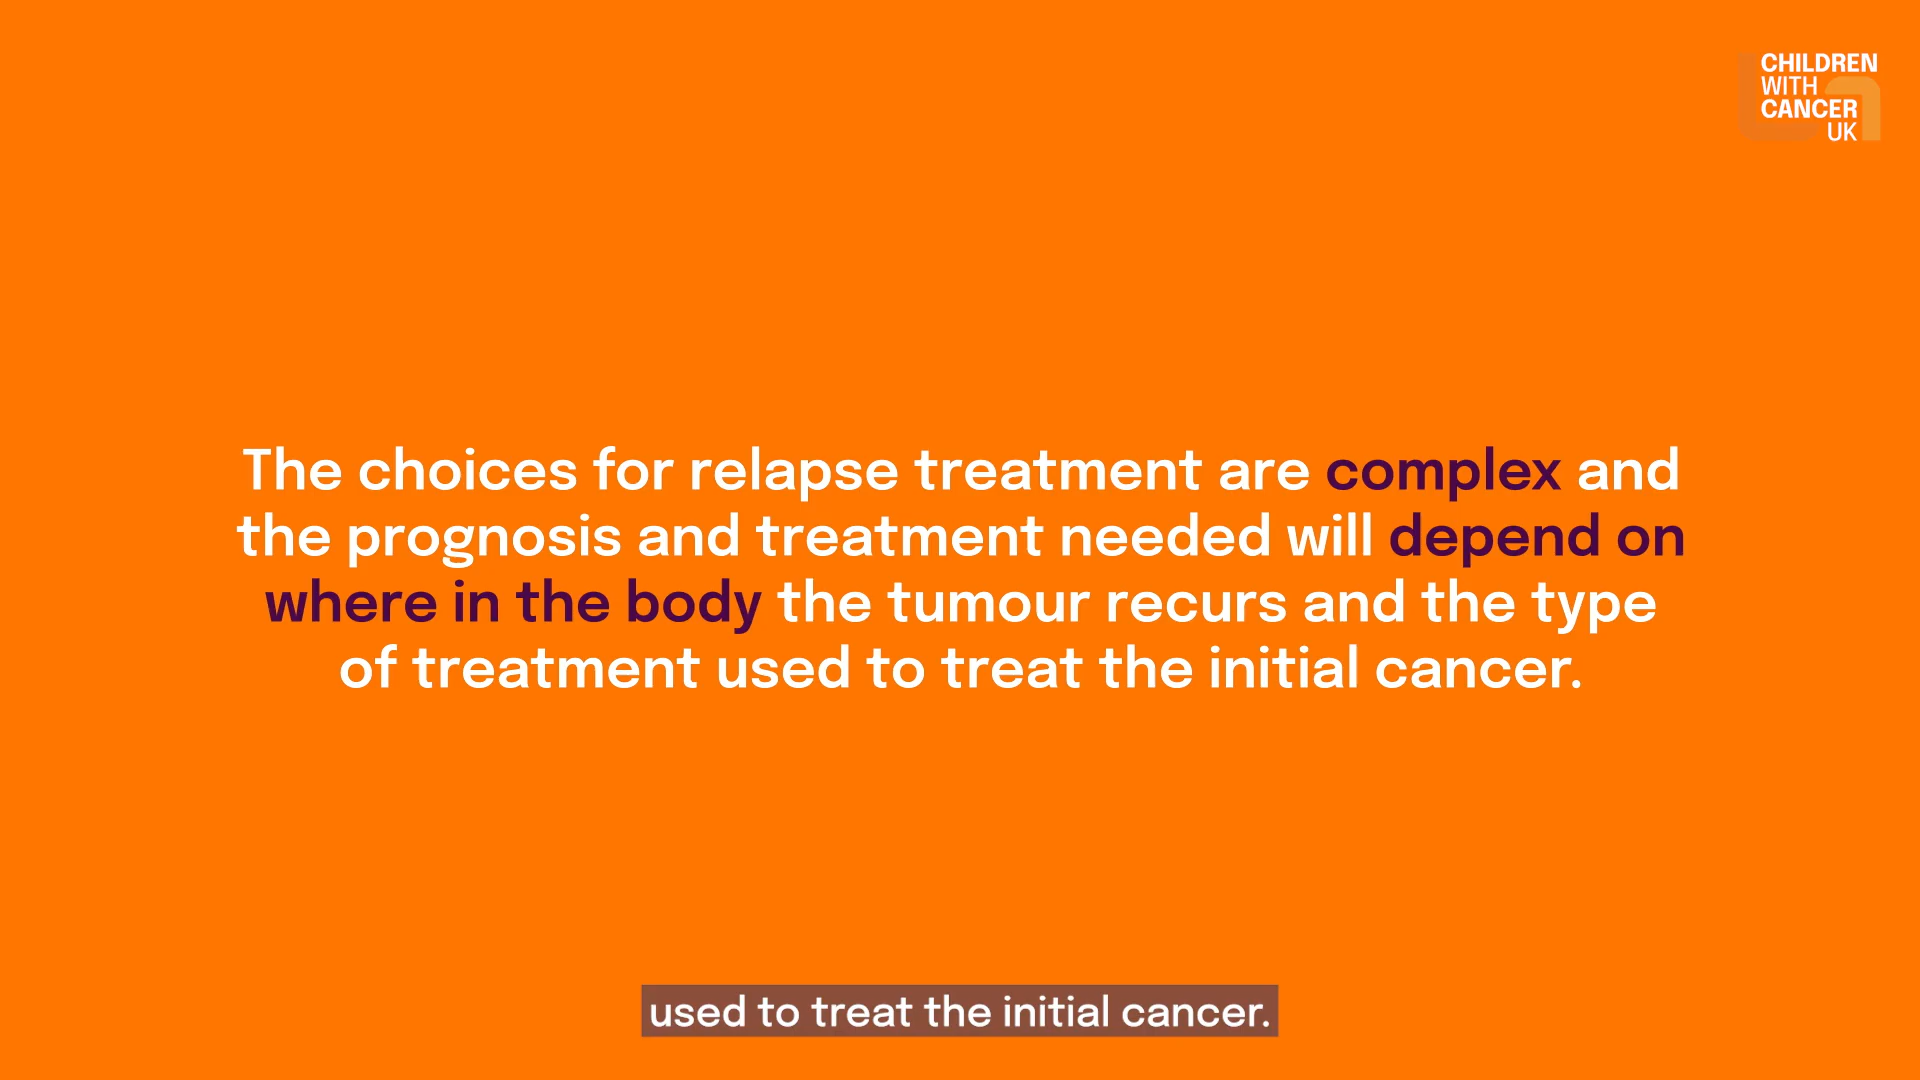 CHILDREN
WITH
CANCER
UK
The choices for relapse treatment are complex and
the prognosis and treatment needed will depend on
where in the body the tumour recurs and the type
of treatment used to treat the initial cancer.
used to treat the initial cancer.